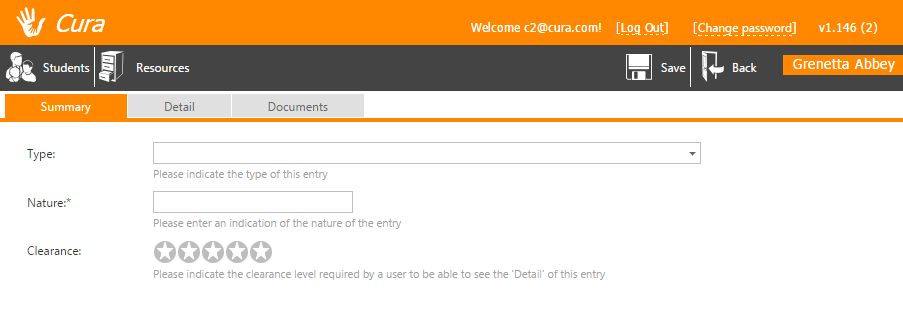 Cura
Welcome c2@cura.com! [Log Out] [Change password] v1.146 (2)
Students Resources Save Back Grenetta Abbey
Summary Detail Documents
Type:
Please indicate the type of this entry
Nature:*
Please enter an indication of the nature of the entry
Clearance:
Please indicate the clearance level required by a user to be able to see the 'Detail' of this entry